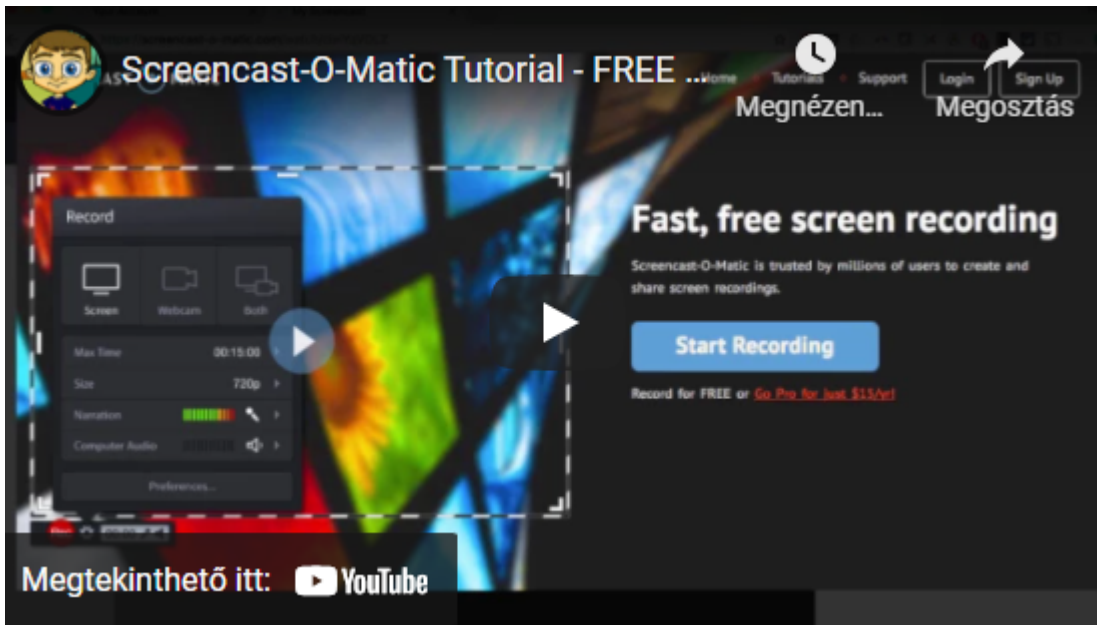 Screencast-O-Matic Tutorial - FREE ...
Home Tutorials Support Login Sign Up
Megnézen... Megosztás
Record
Screen Webcam Both
Max Time 00:15:00
Size 720p
Narration
Computer Audio
Preferences...
Fast, free screen recording
Screencast-O-Matic is trusted by millions of users to create and
share screen recordings.
Start Recording
Record for FREE or Go Pro for just $15/yr!
Megtekinthető itt: YouTube